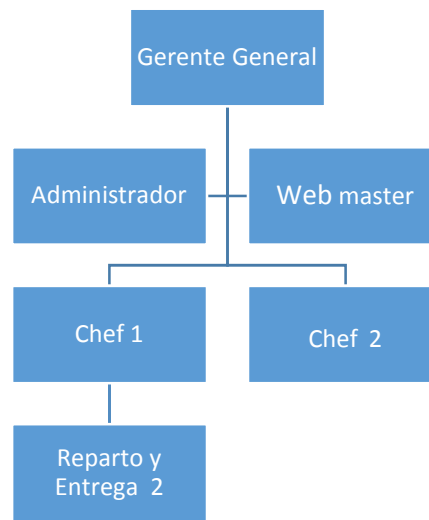 Gerente General
Administrador
Web master
Chef 1
Chef 2
Reparto y
Entrega 2